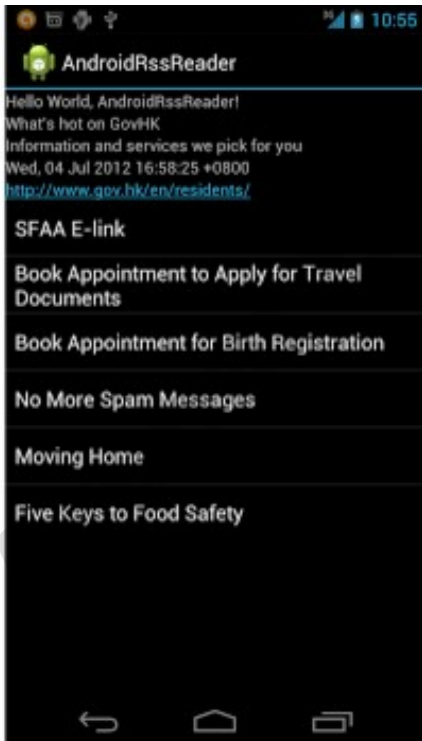 10:55
AndroidRssReader
Hello World, AndroidRssReader!
What's hot on GovHK
Information and services we pick for you
Wed, 04 Jul 2012 16:58:25 +0800
http://www.gov.hk/en/residents/
SFAA E-link
Book Appointment to Apply for Travel
Documents
Book Appointment for Birth Registration
No More Spam Messages
Moving Home
Five Keys to Food Safety